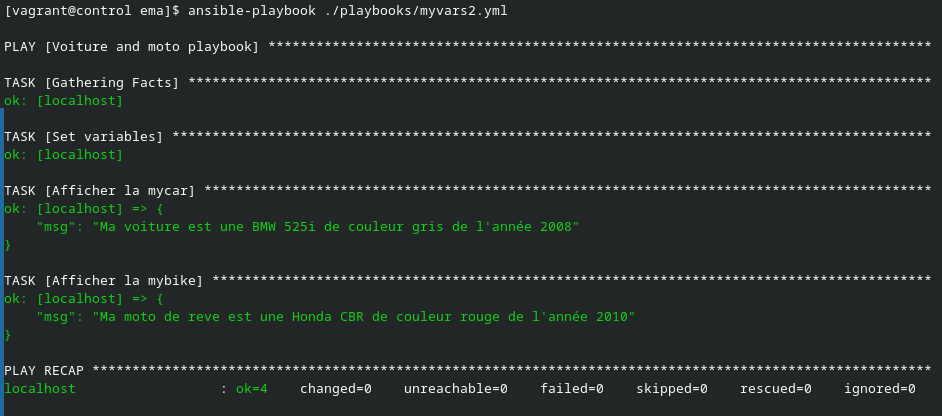 [vagrant@control ema]$ ansible-playbook ./playbooks/myvars2.yml
PLAY [Voiture and moto playbook] ***********************************************************************************
TASK [Gathering Facts] *********************************************************************************************
ok: [localhost]
TASK [Set variables] ***********************************************************************************************
ok: [localhost]
TASK [Afficher la mycar] *******************************************************************************************
ok: [localhost] => {
    "msg": "Ma voiture est une BMW 525i de couleur gris de l'année 2008"
}
TASK [Afficher la mybike] ******************************************************************************************
ok: [localhost] => {
    "msg": "Ma moto de reve est une Honda CBR de couleur rouge de l'année 2010"
}
PLAY RECAP *********************************************************************************************************
localhost                  : ok=4    changed=0    unreachable=0    failed=0    skipped=0    rescued=0    ignored=0